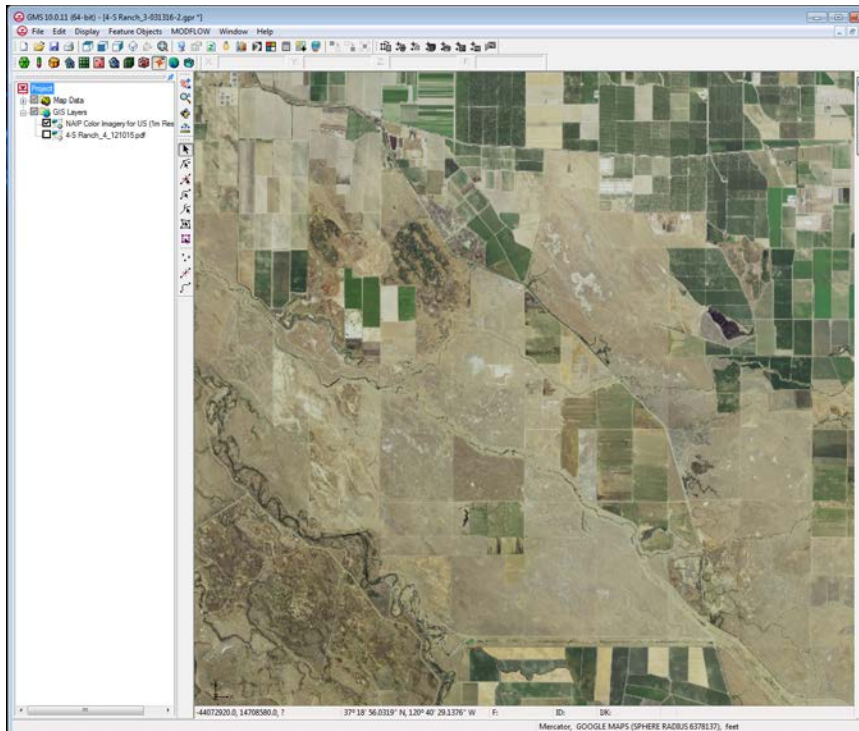 GMS 10.0.11 (64-bit) - [4-S Ranch_3-031316-2.gpr *]
File Edit Display Feature Objects MODFLOW Window Help
X: Y: Z: F:
Project
Map Data
GIS Layers
NAIP Color Imagery for US (1m Res
4-S Ranch_4_121015.pdf
-44072920.0, 14708580.0, ? 37° 18' 56.0319" N, 120° 40' 29.1376" W F: ID: I/K:
Mercator, GOOGLE MAPS (SPHERE RADIUS 6378137), feet